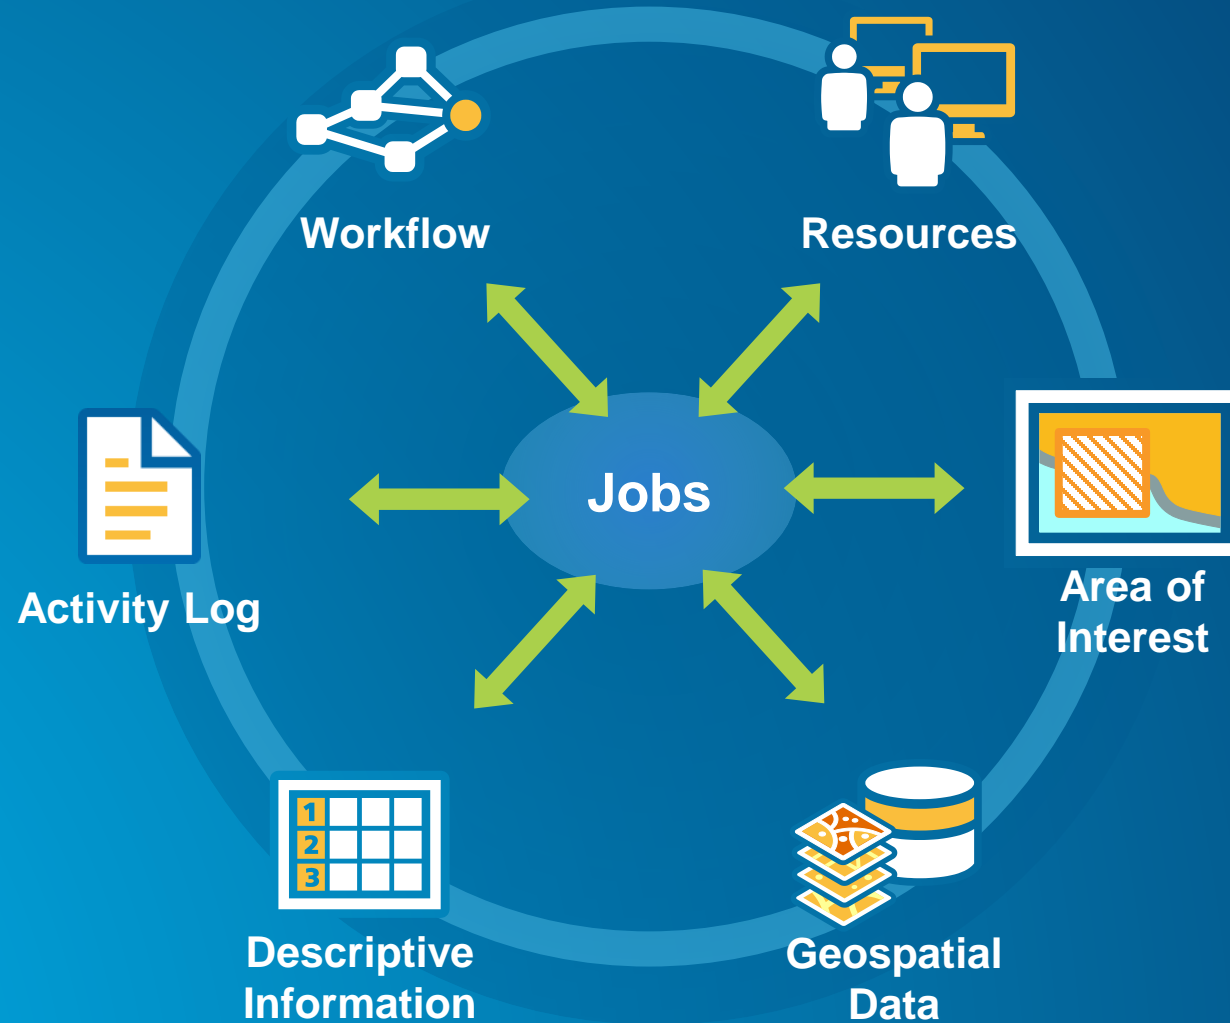 Workflow
Resources
Jobs
Activity Log
Area of
Interest
1
2
3
Descriptive
Information
Geospatial
Data